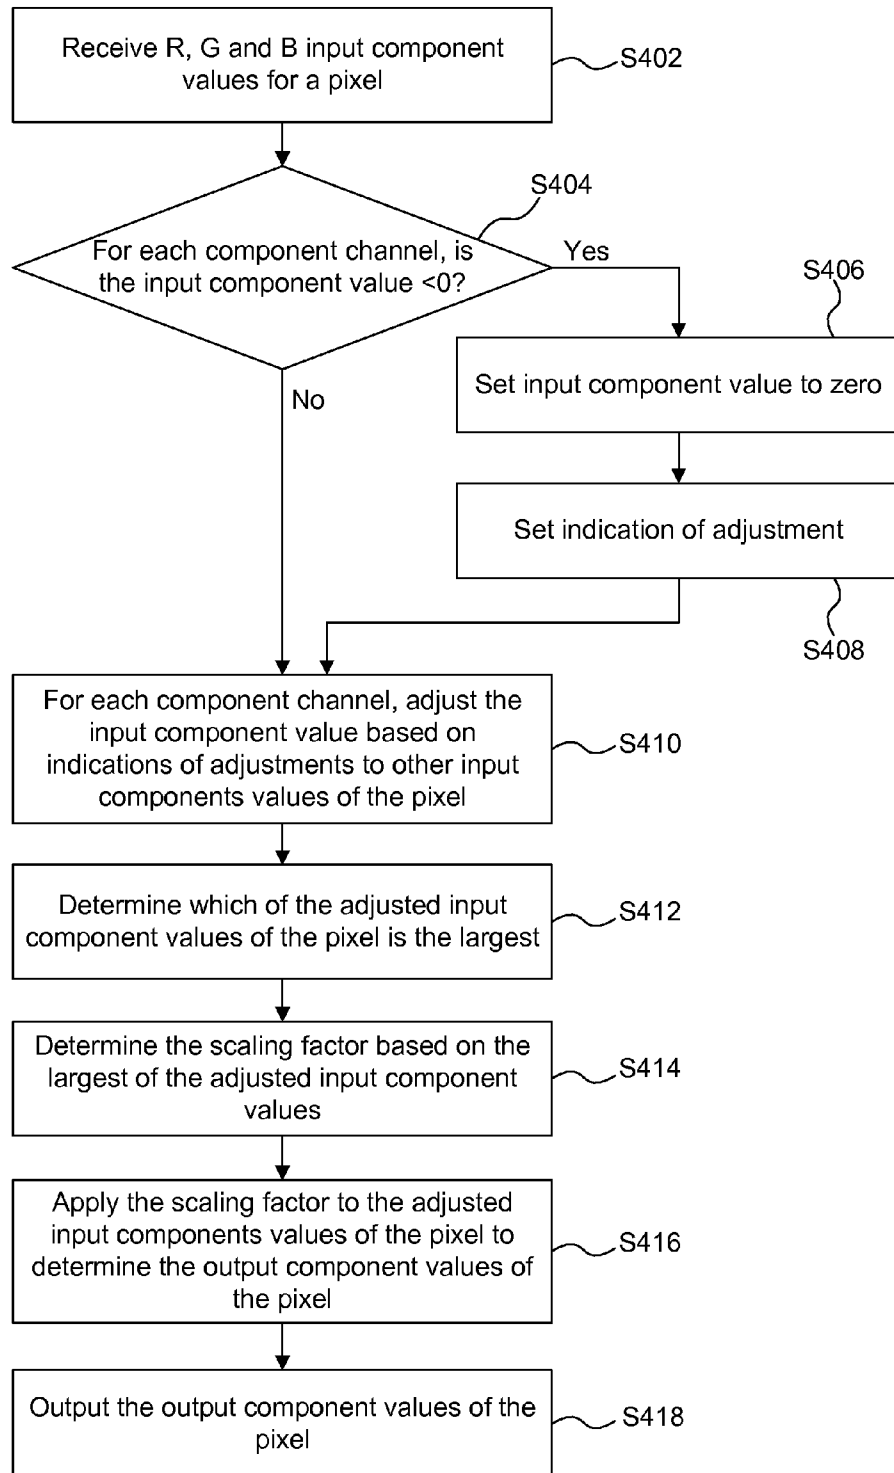 Receive R, G and B input component
values for a pixel
S402
S404
For each component channel, is
the input component value <0?
Yes
S406
Set input component value to zero
No
Set indication of adjustment
S408
For each component channel, adjust the
input component value based on
indications of adjustments to other input
components values of the pixel
S410
Determine which of the adjusted input
component values of the pixel is the largest
S412
Determine the scaling factor based on the
largest of the adjusted input component
values
S414
Apply the scaling factor to the adjusted
input components values of the pixel to
determine the output component values of
the pixel
S416
Output the output component values of the
pixel
S418